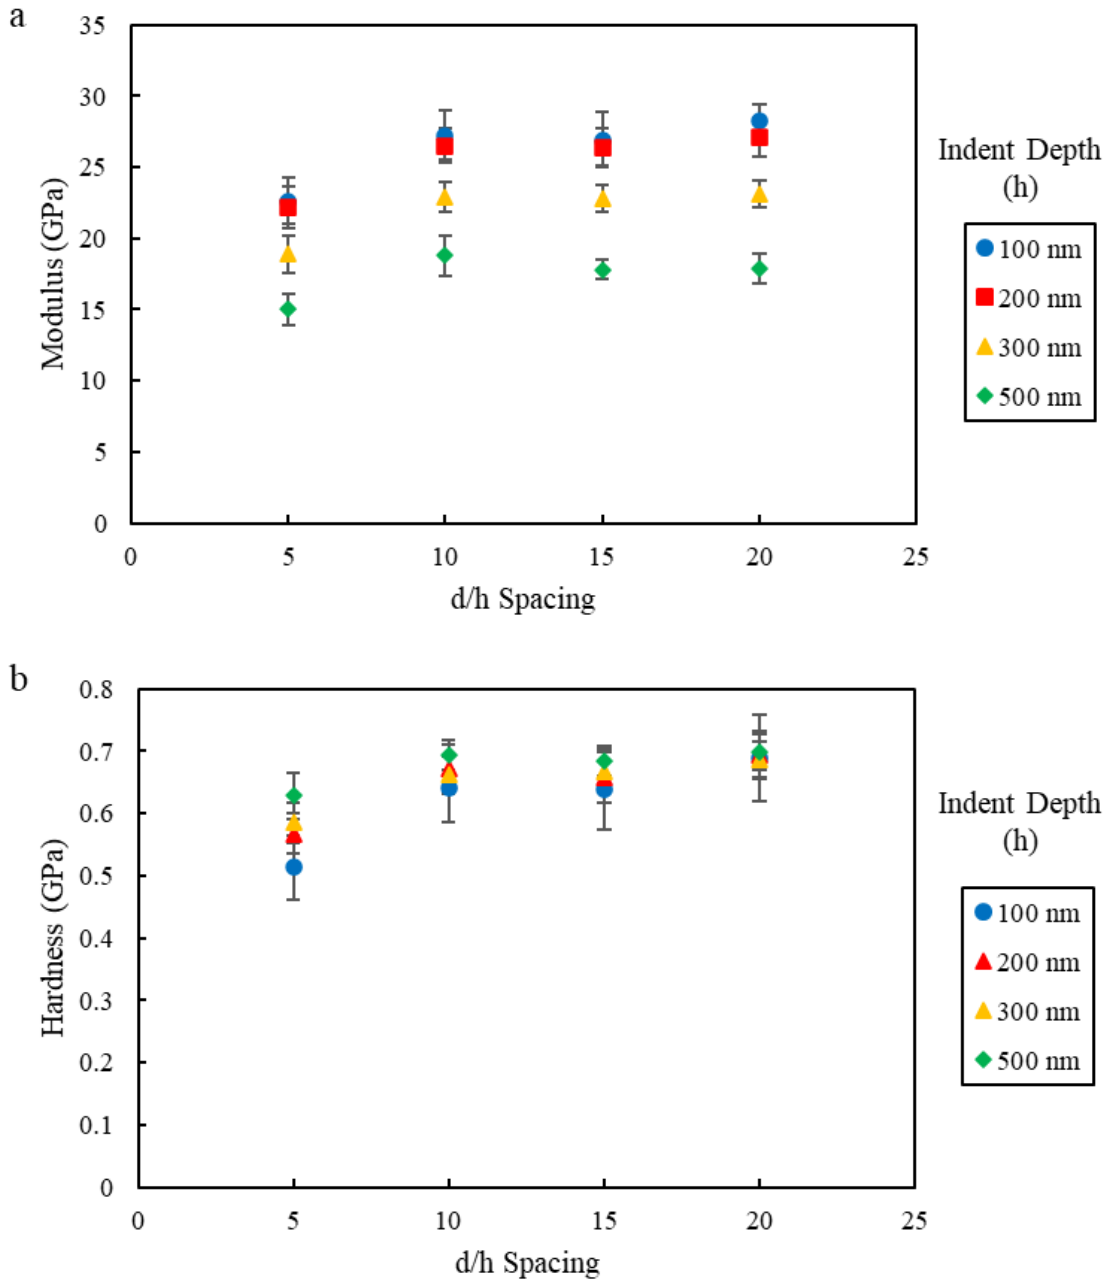 a
35
30
25
20
15
10
5
0
Modulus (GPa)
0 5 10 15 20 25
d/h Spacing
Indent Depth
(h)
100 nm
200 nm
300 nm
500 nm
b
0.8
0.7
0.6
0.5
0.4
0.3
0.2
0.1
0
Hardness (GPa)
0 5 10 15 20 25
d/h Spacing
Indent Depth
(h)
100 nm
200 nm
300 nm
500 nm